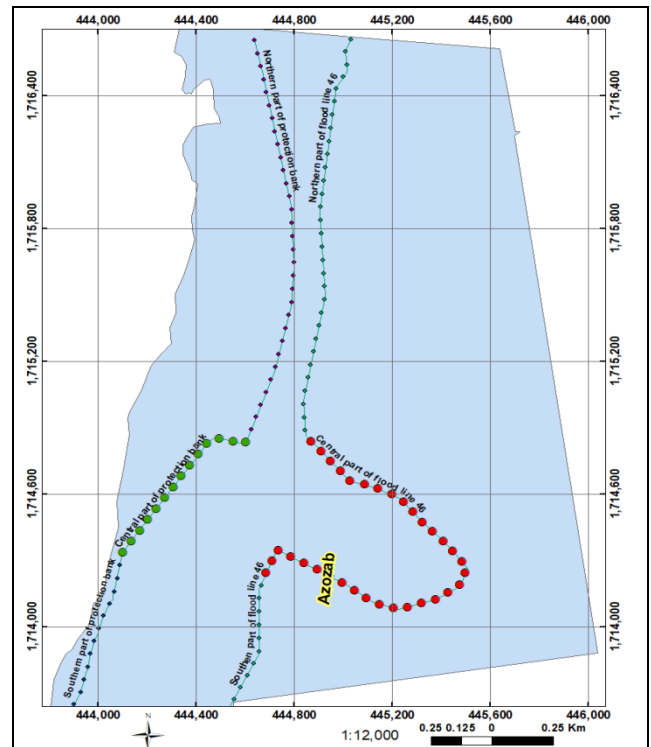 444,000 444,400 444,800 445,200 445,600 446,000
1,716,400 1,716,400
1,715,800 1,715,800
1,715,200 1,715,200
1,714,600 1,714,600
1,714,000 1,714,000
Northern part of protection bank
Northern part of flood line 46
Central part of protection bank
Central part of flood line 46
Azozab
Southern part of protection bank
Southen part of flood line 46
444,000 444,400 444,800 445,200 445,600 446,000
N
1:12,000
0.25 0.125 0 0.25 Km